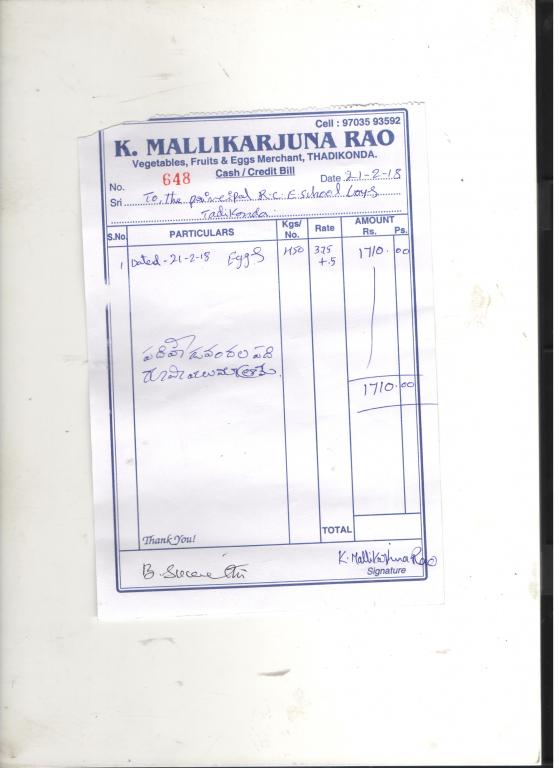 Cell : 97035 93592
K. MALLIKARJUNA RAO
Vegetables, Fruits & Eggs Merchant, THADIKONDA.
Cash / Credit Bill
No. 648 Date 21-2-18
Sri To, The principal R.C.E. School Boys
Tadikonda
S.No. PARTICULARS Kgs/ No. Rate AMOUNT Rs. Ps.
1 Dated - 21-2-18 Eggs 450 375 +.5 1710.00
1710.00
TOTAL
Thank You!
K. Mallikarjuna Rao
Signature